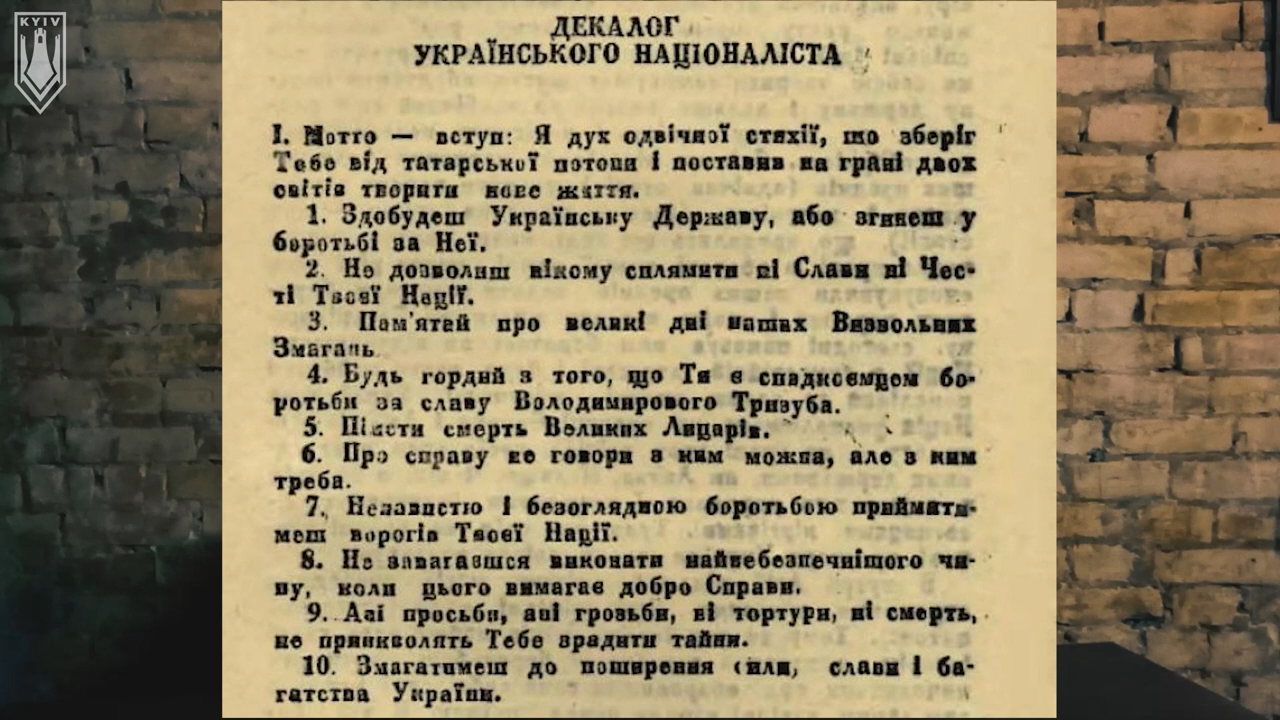 KYIV
ДЕКАЛОГ
УКРАЇНСЬКОГО НАЦІОНАЛІСТА
І. Мотто — вступ: Я дух одвічної стихії, що зберіг
Тебе від татарської потопи і поставив на грані двох
світів творити нове життя.
1. Здобудеш Українську Державу, або згинеш у
боротьбі за Неї.
2. Не дозволиш нікому сплямити ні Слави ні Чес-
ті Твоєї Нації.
3. Пам'ятай про великі дні наших Визвольних
Змагань
4. Будь гордий з того, що Ти є спадкоємцем бо-
ротьби за славу Володимирового Тризуба.
5. Пімсти смерть Великих Лицарів.
6. Про справу не говори з ким можна, але з ким
треба.
7. Ненавистю і безоглядною боротьбою приймати-
меш ворогів Твоєї Нації.
8. Не завагаєшся виконати найнебезпечнішого чи-
ну, коли цього вимагає добро Справи.
9. Ані просьби, ані грозьби, ні тортури, ні смерть,
не приневолять Тебе зрадити тайни.
10. Змагатимеш до поширення сили, слави і ба-
гатства України.